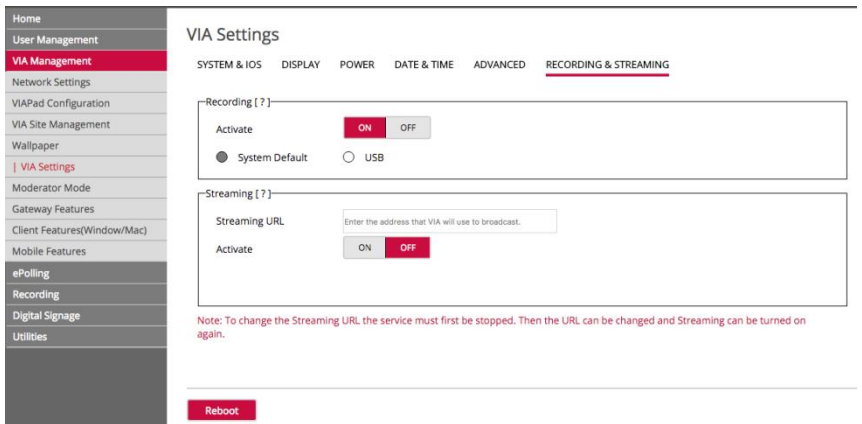 Home
User Management
VIA Management
Network Settings
VIAPad Configuration
VIA Site Management
Wallpaper
| VIA Settings
Moderator Mode
Gateway Features
Client Features(Window/Mac)
Mobile Features
ePolling
Recording
Digital Signage
Utilities
VIA Settings
SYSTEM & IOS DISPLAY POWER DATE & TIME ADVANCED RECORDING & STREAMING
Recording [ ? ]
Activate ON OFF
System Default USB
Streaming [ ? ]
Streaming URL Enter the address that VIA will use to broadcast.
Activate ON OFF
Note: To change the Streaming URL the service must first be stopped. Then the URL can be changed and Streaming can be turned on
again.
Reboot